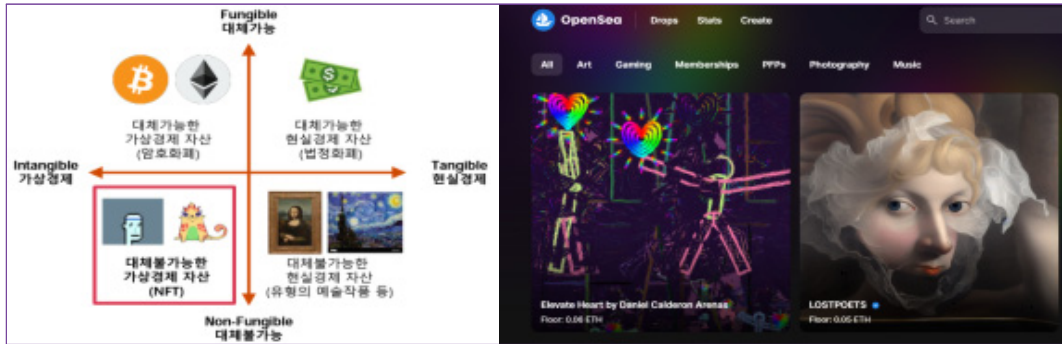 Fungible
대체가능
대체가능한
가상경제 자산
(암호화폐)
대체가능한
현실경제 자산
(법정화폐)
Intangible
가상경제
Tangible
현실경제
대체불가능한
가상경제 자산
(NFT)
대체불가능한
현실경제 자산
(유형의 예술작품 등)
Non-Fungible
대체불가능
OpenSea
Drops Stats Create
Search
All Art Gaming Memberships PFPs Photography Music
Elevate Heart by Daniel Calderon Arenas
Floor: 0.06 ETH
LOSTPOETS
Floor: 0.05 ETH